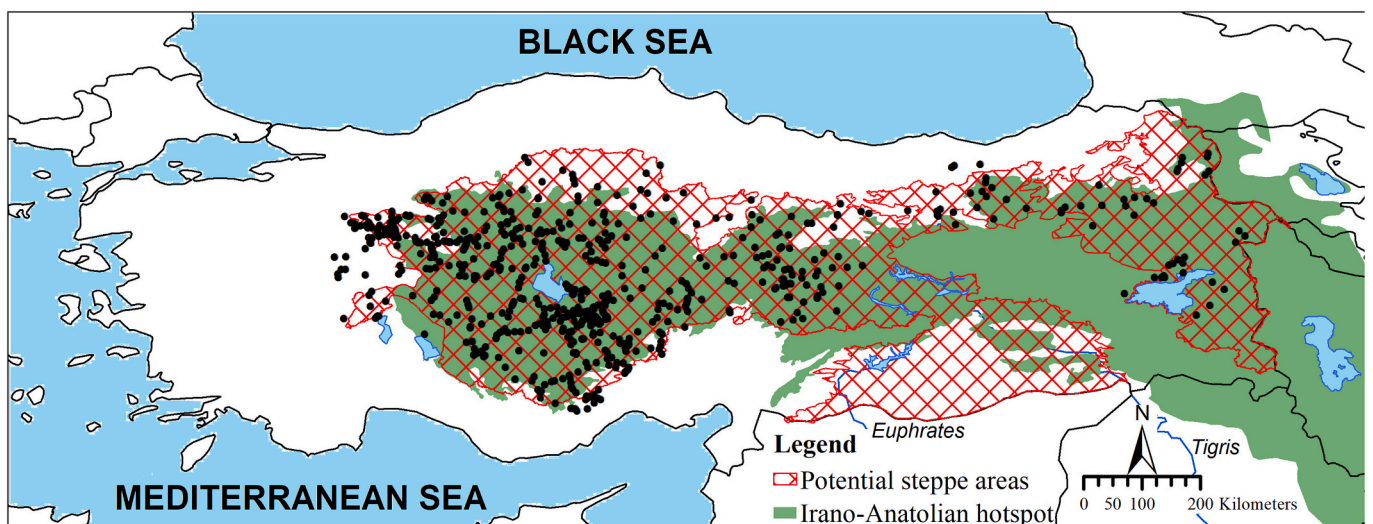 BLACK SEA
Euphrates
N
Legend
Tigris
Potential steppe areas
MEDITERRANEAN SEA
0 50 100 200 Kilometers
Irano-Anatolian hotspot